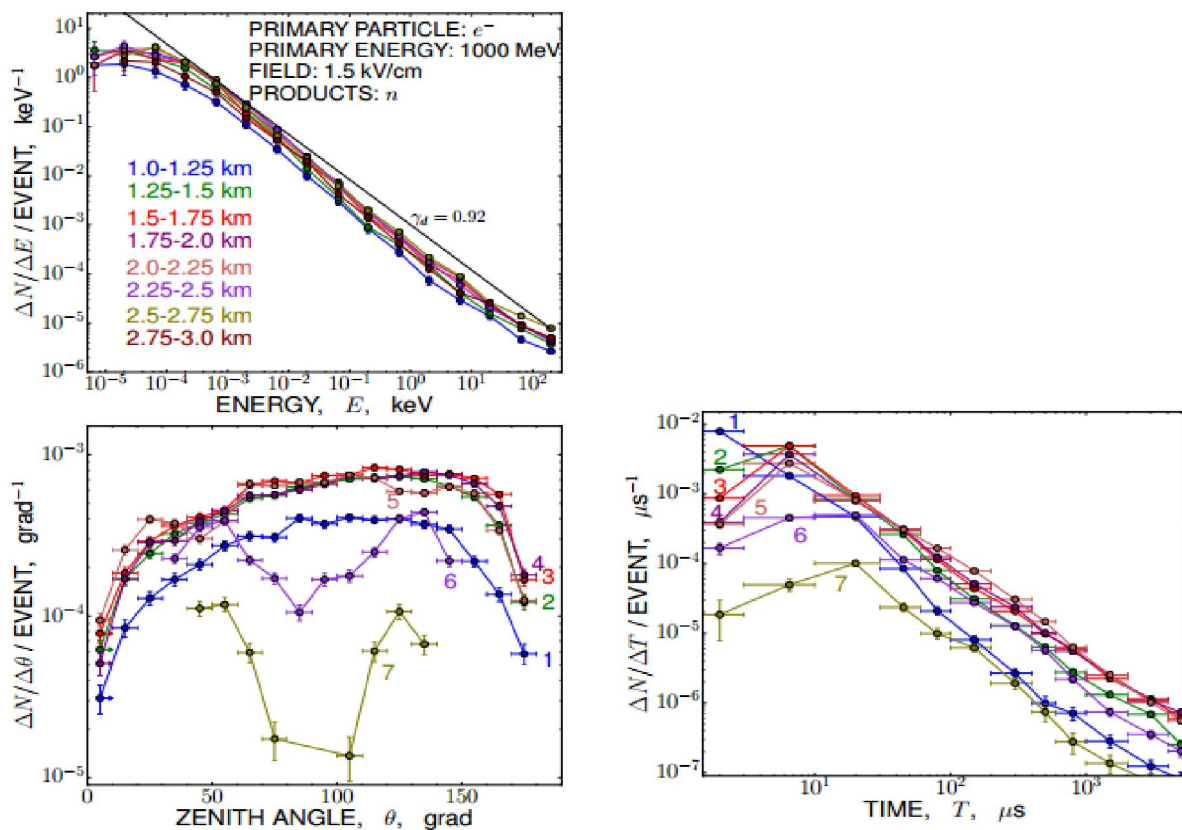 10¹
10⁰
10⁻¹
10⁻²
10⁻³
10⁻⁴
10⁻⁵
10⁻⁶
ΔN/ΔE / EVENT, keV⁻¹
PRIMARY PARTICLE: e⁻
PRIMARY ENERGY: 1000 MeV
FIELD: 1.5 kV/cm
PRODUCTS: n
1.0-1.25 km
1.25-1.5 km
1.5-1.75 km
1.75-2.0 km
2.0-2.25 km
2.25-2.5 km
2.5-2.75 km
2.75-3.0 km
γ_d = 0.92
10⁻⁵ 10⁻⁴ 10⁻³ 10⁻² 10⁻¹ 10⁰ 10¹ 10²
ENERGY, E, keV
10⁻³
10⁻⁴
10⁻⁵
ΔN/Δθ / EVENT, grad⁻¹
5
4
3
2
6
7
1
0 50 100 150
ZENITH ANGLE, θ, grad
10⁻²
10⁻³
10⁻⁴
10⁻⁵
10⁻⁶
10⁻⁷
ΔN/ΔT / EVENT, μs⁻¹
1
2
3
4
5
6
7
10¹ 10² 10³
TIME, T, μs